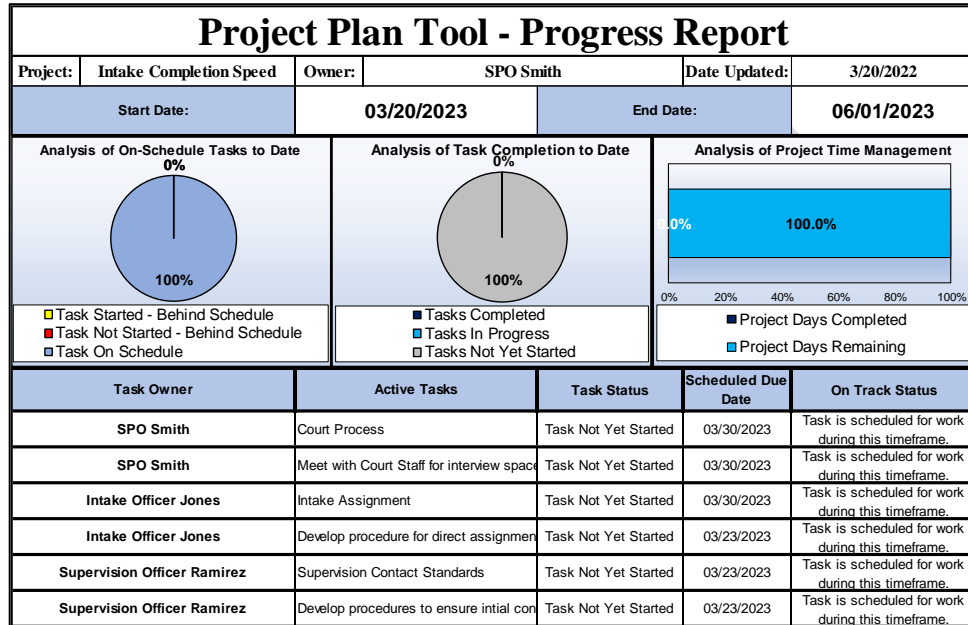 Project Plan Tool - Progress Report
Project: Intake Completion Speed Owner: SPO Smith Date Updated: 3/20/2022
Start Date: 03/20/2023 End Date: 06/01/2023
Analysis of On-Schedule Tasks to Date
0%
100%
Task Started - Behind Schedule
Task Not Started - Behind Schedule
Task On Schedule
Analysis of Task Completion to Date
0%
100%
Tasks Completed
Tasks In Progress
Tasks Not Yet Started
Analysis of Project Time Management
0.0% 100.0%
0% 20% 40% 60% 80% 100%
Project Days Completed
Project Days Remaining
Task Owner Active Tasks Task Status Scheduled Due Date On Track Status
SPO Smith Court Process Task Not Yet Started 03/30/2023 Task is scheduled for work during this timeframe.
SPO Smith Meet with Court Staff for interview space Task Not Yet Started 03/30/2023 Task is scheduled for work during this timeframe.
Intake Officer Jones Intake Assignment Task Not Yet Started 03/30/2023 Task is scheduled for work during this timeframe.
Intake Officer Jones Develop procedure for direct assignmen Task Not Yet Started 03/23/2023 Task is scheduled for work during this timeframe.
Supervision Officer Ramirez Supervision Contact Standards Task Not Yet Started 03/23/2023 Task is scheduled for work during this timeframe.
Supervision Officer Ramirez Develop procedures to ensure intial con Task Not Yet Started 03/23/2023 Task is scheduled for work during this timeframe.